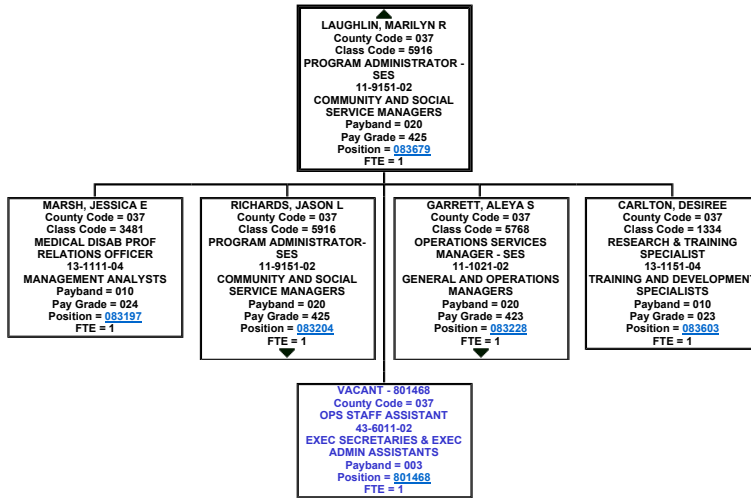 LAUGHLIN, MARILYN R
County Code = 037
Class Code = 5916
PROGRAM ADMINISTRATOR -
SES
11-9151-02
COMMUNITY AND SOCIAL
SERVICE MANAGERS
Payband = 020
Pay Grade = 425
Position = 083679
FTE = 1
MARSH, JESSICA E
County Code = 037
Class Code = 3481
MEDICAL DISAB PROF
RELATIONS OFFICER
13-1111-04
MANAGEMENT ANALYSTS
Payband = 010
Pay Grade = 024
Position = 083197
FTE = 1
RICHARDS, JASON L
County Code = 037
Class Code = 5916
PROGRAM ADMINISTRATOR-
SES
11-9151-02
COMMUNITY AND SOCIAL
SERVICE MANAGERS
Payband = 020
Pay Grade = 425
Position = 083204
FTE = 1
GARRETT, ALEYA S
County Code = 037
Class Code = 5768
OPERATIONS SERVICES
MANAGER - SES
11-1021-02
GENERAL AND OPERATIONS
MANAGERS
Payband = 020
Pay Grade = 423
Position = 083228
FTE = 1
CARLTON, DESIREE
County Code = 037
Class Code = 1334
RESEARCH & TRAINING
SPECIALIST
13-1151-04
TRAINING AND DEVELOPMENT
SPECIALISTS
Payband = 010
Pay Grade = 023
Position = 083603
FTE = 1
VACANT - 801468
County Code = 037
OPS STAFF ASSISTANT
43-6011-02
EXEC SECRETARIES & EXEC
ADMIN ASSISTANTS
Payband = 003
Position = 801468
FTE = 1